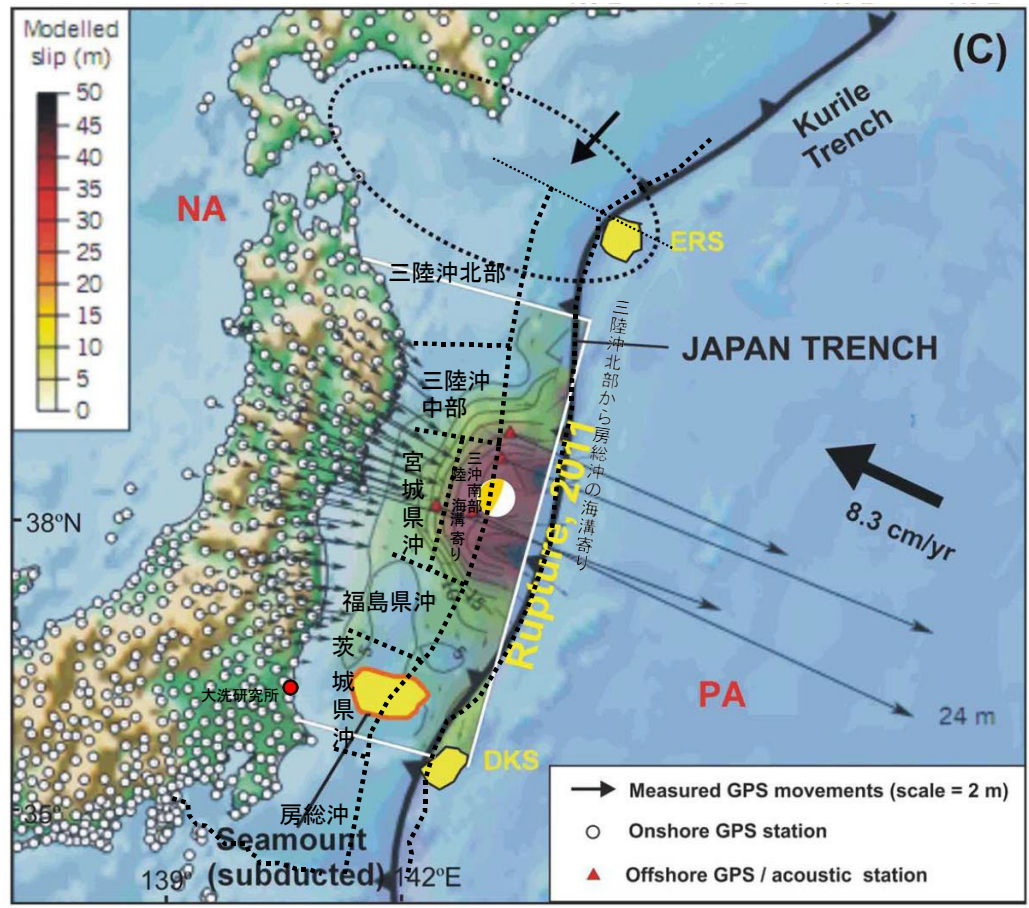 Modelled
slip (m)
50
45
40
35
30
25
20
15
10
5
0
(C)
Kurile
Trench
NA
ERS
三陸沖北部
三陸沖北部から房総沖の海溝寄り
JAPAN TRENCH
三陸沖
中部
宮城県沖
三陸沖南部
海溝寄り
Rupture, 2011
8.3 cm/yr
38°N
福島県沖
茨城県沖
大洗研究所
PA
24 m
DKS
房総沖
Seamount
(subducted)
35°
139°
142°E
Measured GPS movements (scale = 2 m)
Onshore GPS station
Offshore GPS / acoustic station